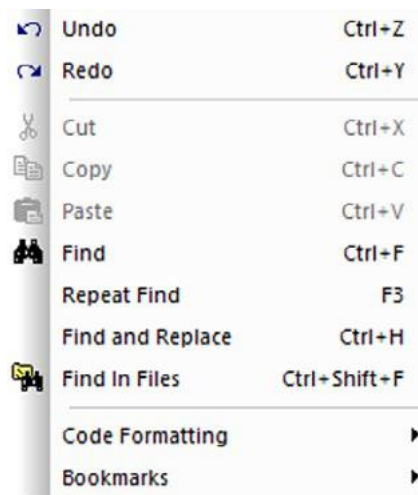 Undo Ctrl+Z
Redo Ctrl+Y
Cut Ctrl+X
Copy Ctrl+C
Paste Ctrl+V
Find Ctrl+F
Repeat Find F3
Find and Replace Ctrl+H
Find In Files Ctrl+Shift+F
Code Formatting
Bookmarks